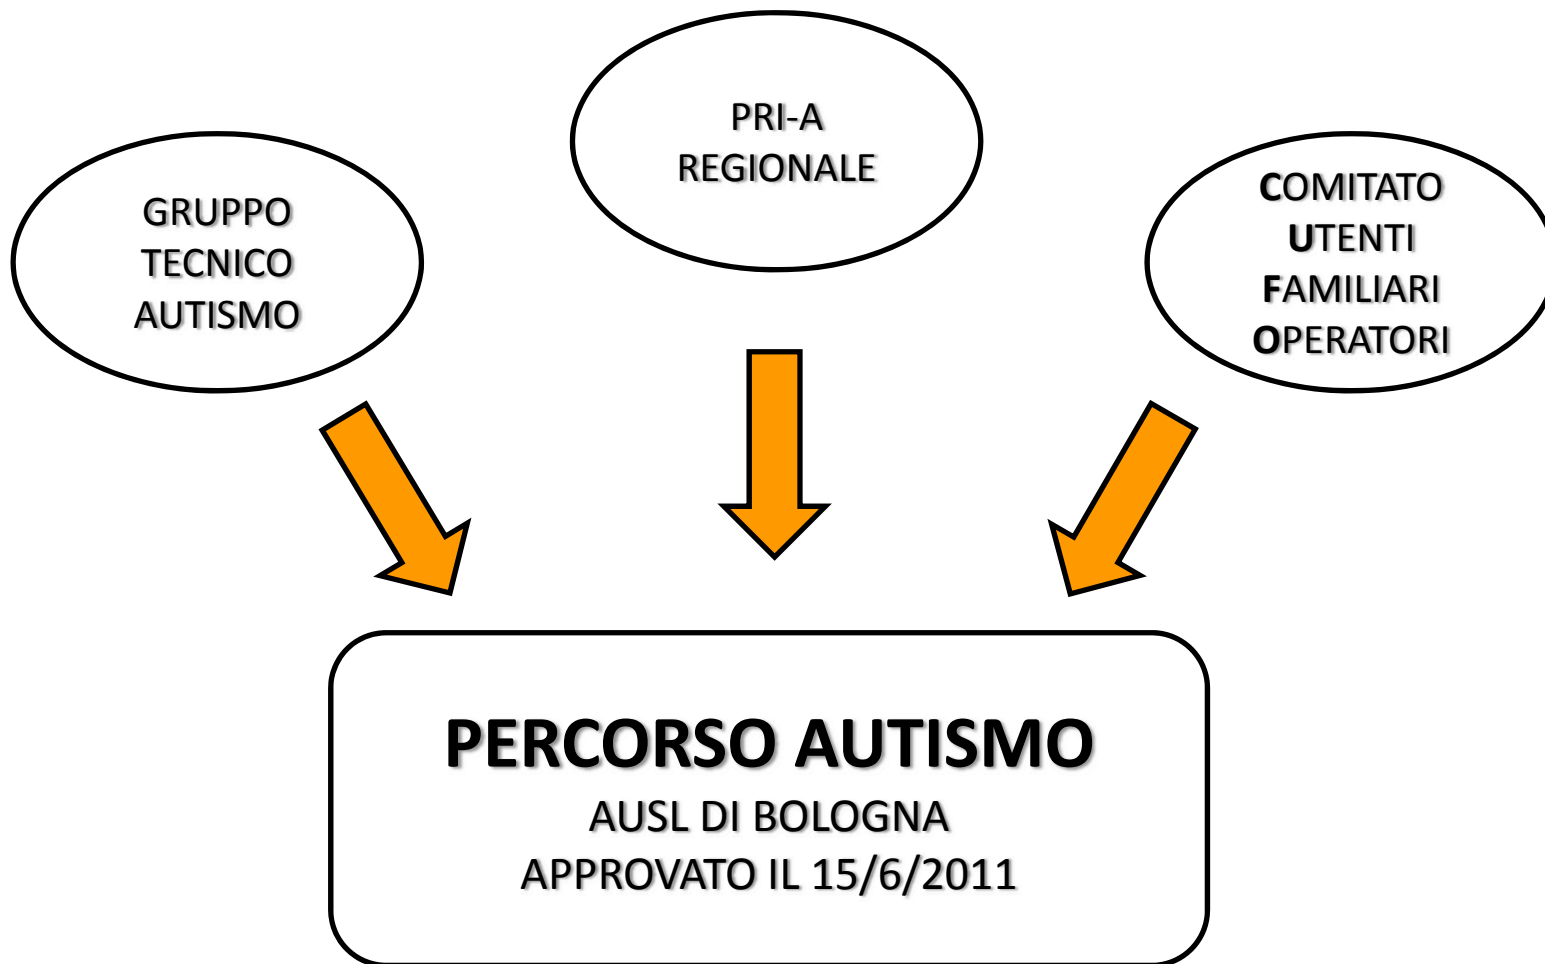 PRI-A
REGIONALE
GRUPPO
TECNICO
AUTISMO
COMITATO
UTENTI
FAMILIARI
OPERATORI
PERCORSO AUTISMO
AUSL DI BOLOGNA
APPROVATO IL 15/6/2011